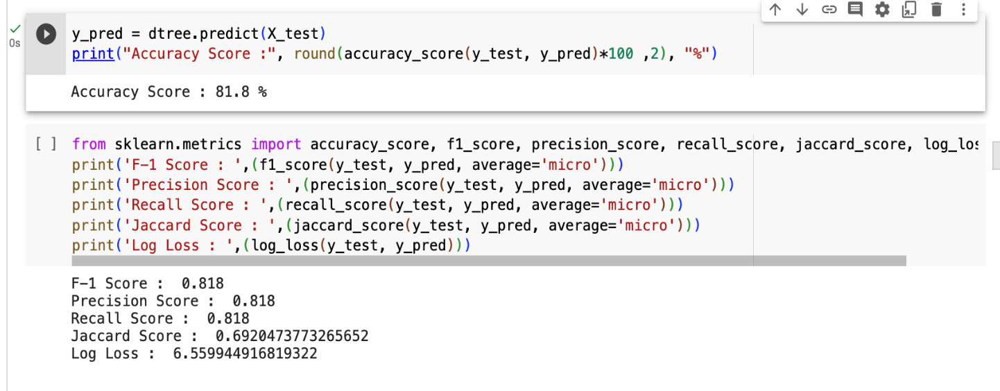 0s
y_pred = dtree.predict(X_test)
print("Accuracy Score :", round(accuracy_score(y_test, y_pred)*100 ,2), "%")
Accuracy Score : 81.8 %
[ ]
from sklearn.metrics import accuracy_score, f1_score, precision_score, recall_score, jaccard_score, log_los
print('F-1 Score : ',(f1_score(y_test, y_pred, average='micro')))
print('Precision Score : ',(precision_score(y_test, y_pred, average='micro')))
print('Recall Score : ',(recall_score(y_test, y_pred, average='micro')))
print('Jaccard Score : ',(jaccard_score(y_test, y_pred, average='micro')))
print('Log Loss : ',(log_loss(y_test, y_pred)))
F-1 Score :  0.818
Precision Score :  0.818
Recall Score :  0.818
Jaccard Score :  0.6920473773265652
Log Loss :  6.559944916819322